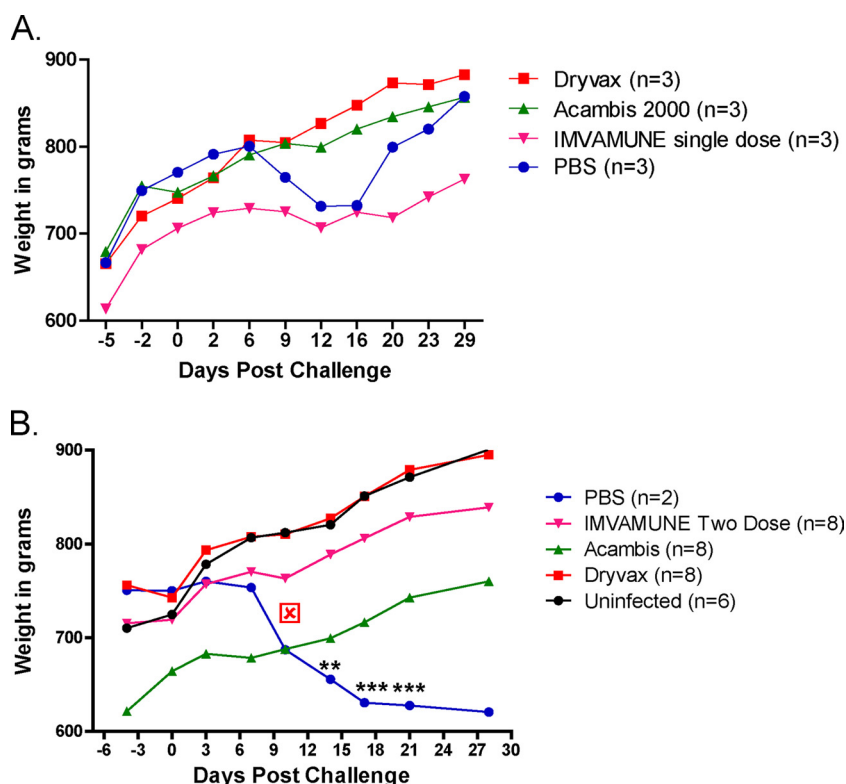 A.
900
800
700
600
Weight in grams
-5 -2 0 2 6 9 12 16 20 23 29
Days Post Challenge
Dryvax (n=3)
Acambis 2000 (n=3)
IMVAMUNE single dose (n=3)
PBS (n=3)
B.
900
800
700
600
Weight in grams
** *** ***
-6 -3 0 3 6 9 12 15 18 21 24 27 30
Days Post Challenge
PBS (n=2)
IMVAMUNE Two Dose (n=8)
Acambis (n=8)
Dryvax (n=8)
Uninfected (n=6)